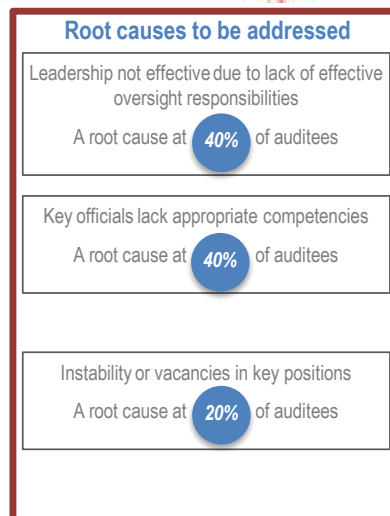 Root causes to be addressed
Leadership not effective due to lack of effective
oversight responsibilities
A root cause at 40% of auditees
Key officials lack appropriate competencies
A root cause at 40% of auditees
Instability or vacancies in key positions
A root cause at 20% of auditees